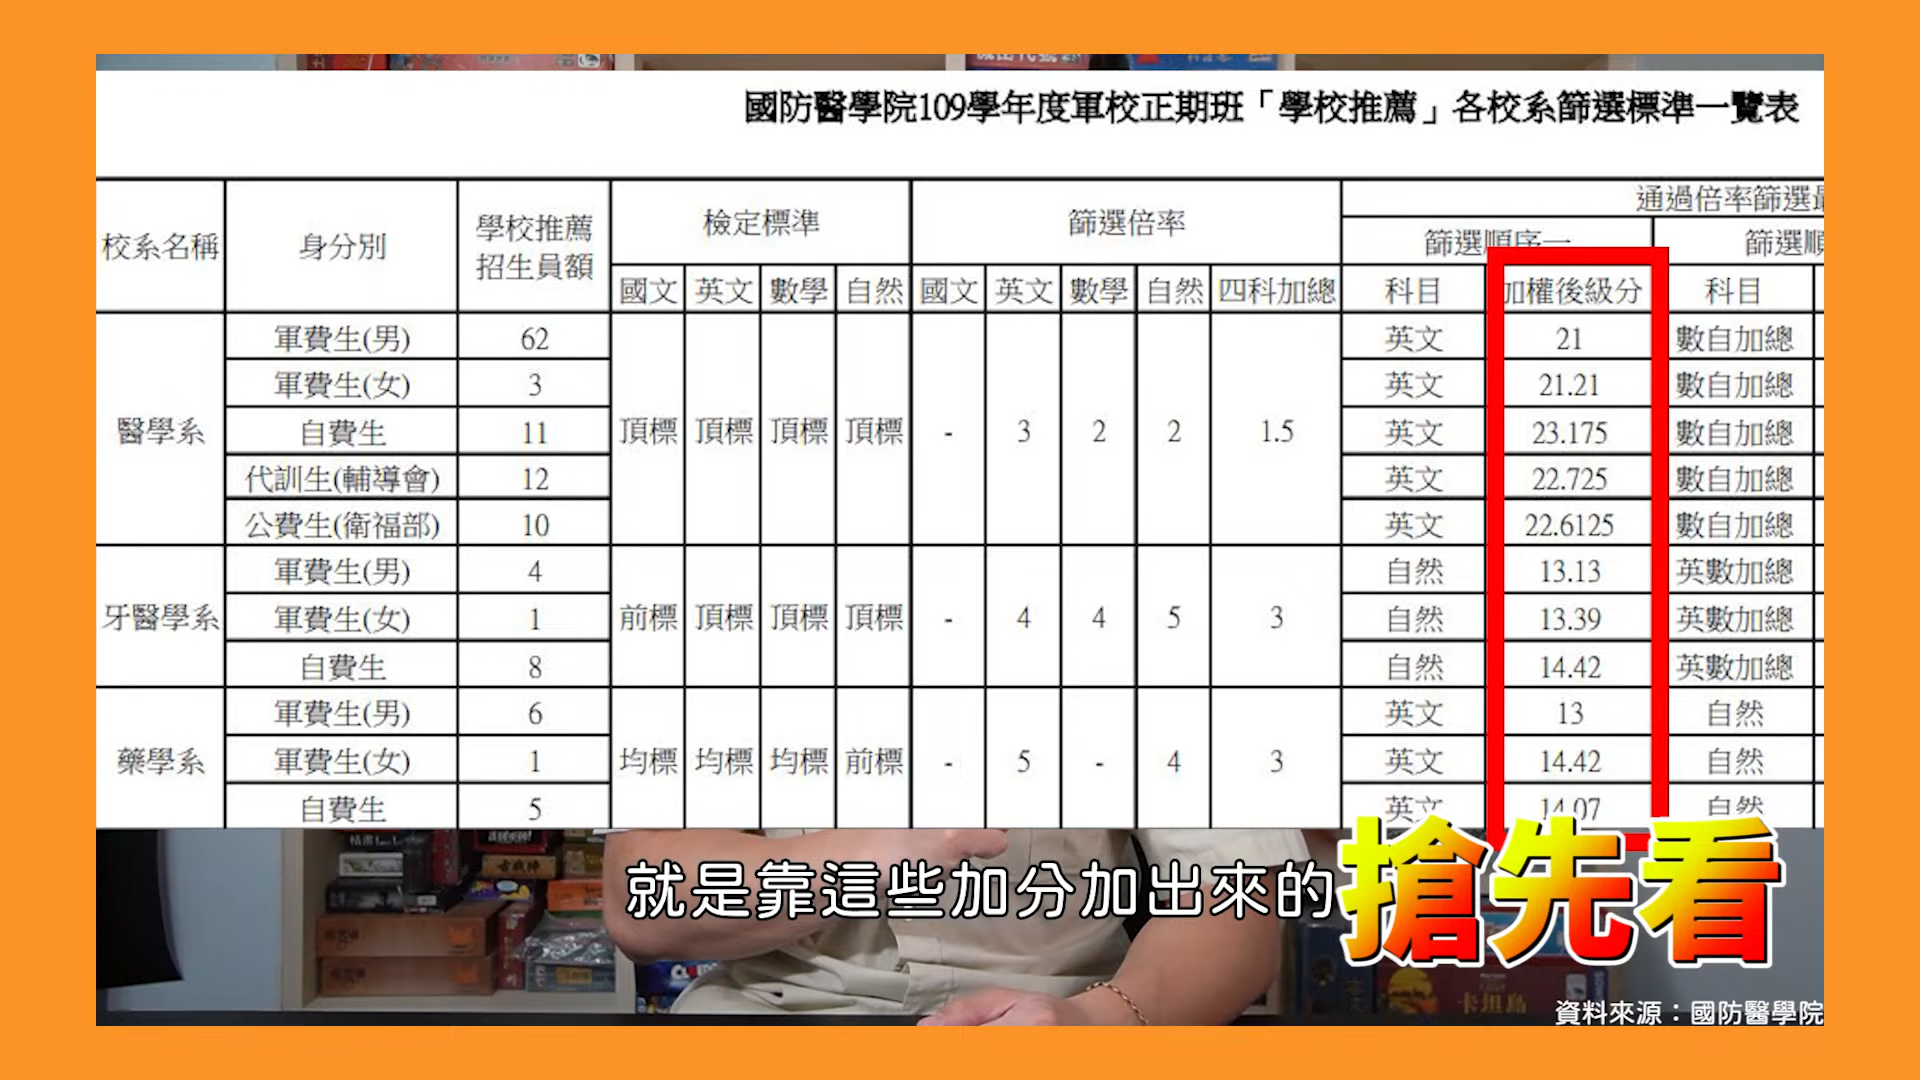 國防醫學院109學年度軍校正期班「學校推薦」各校系篩選標準一覽表
校系名稱 身分別 學校推薦招生員額 檢定標準 篩選倍率 通過倍率篩選
篩選順序一 篩選順
國文 英文 數學 自然 國文 英文 數學 自然 四科加總 科目 加權後級分 科目
醫學系 軍費生(男) 62 頂標 頂標 頂標 頂標 - 3 2 2 1.5 英文 21 數自加總
軍費生(女) 3 英文 21.21 數自加總
自費生 11 英文 23.175 數自加總
代訓生(輔導會) 12 英文 22.725 數自加總
公費生(衛福部) 10 英文 22.6125 數自加總
牙醫學系 軍費生(男) 4 前標 頂標 頂標 頂標 - 4 4 5 3 自然 13.13 英數加總
軍費生(女) 1 自然 13.39 英數加總
自費生 8 自然 14.42 英數加總
藥學系 軍費生(男) 6 均標 均標 均標 前標 - 5 - 4 3 英文 13 自然
軍費生(女) 1 英文 14.42 自然
自費生 5 英文 14.07 自然
就是靠這些加分加出來的
搶先看
卡坦島
資料來源：國防醫學院